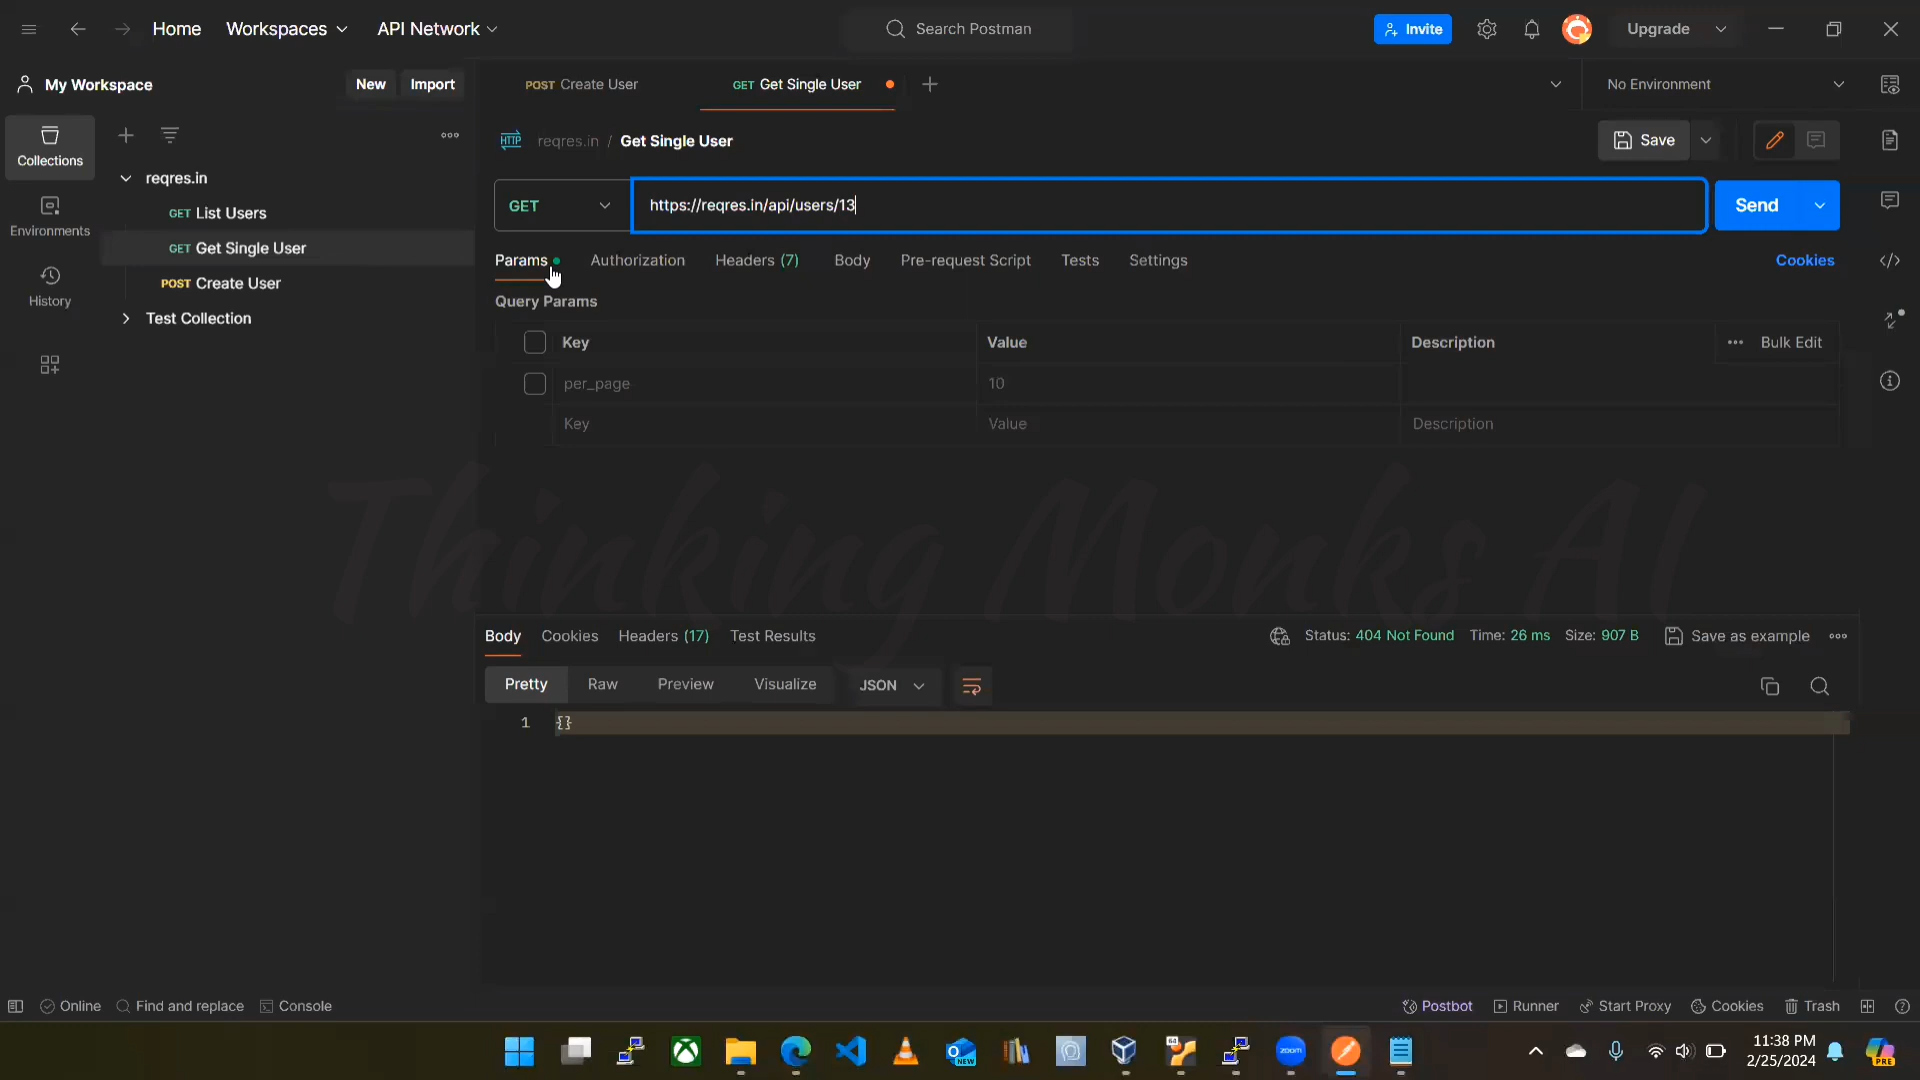 Home Workspaces API Network Search Postman Invite Upgrade
My Workspace New Import POST Create User GET Get Single User No Environment
Collections
Environments
History
reqres.in
GET List Users
GET Get Single User
POST Create User
Test Collection
HTTP reqres.in / Get Single User Save
GET https://reqres.in/api/users/13 Send
Params Authorization Headers (7) Body Pre-request Script Tests Settings Cookies
Query Params
Key Value Description Bulk Edit
per_page 10
Key Value Description
Thinking Monks AI
Body Cookies Headers (17) Test Results Status: 404 Not Found Time: 26 ms Size: 907 B Save as example
Pretty Raw Preview Visualize JSON
1 {}
Online Find and replace Console Postbot Runner Start Proxy Cookies Trash
NEW 64 zoom PRE
11:38 PM
2/25/2024